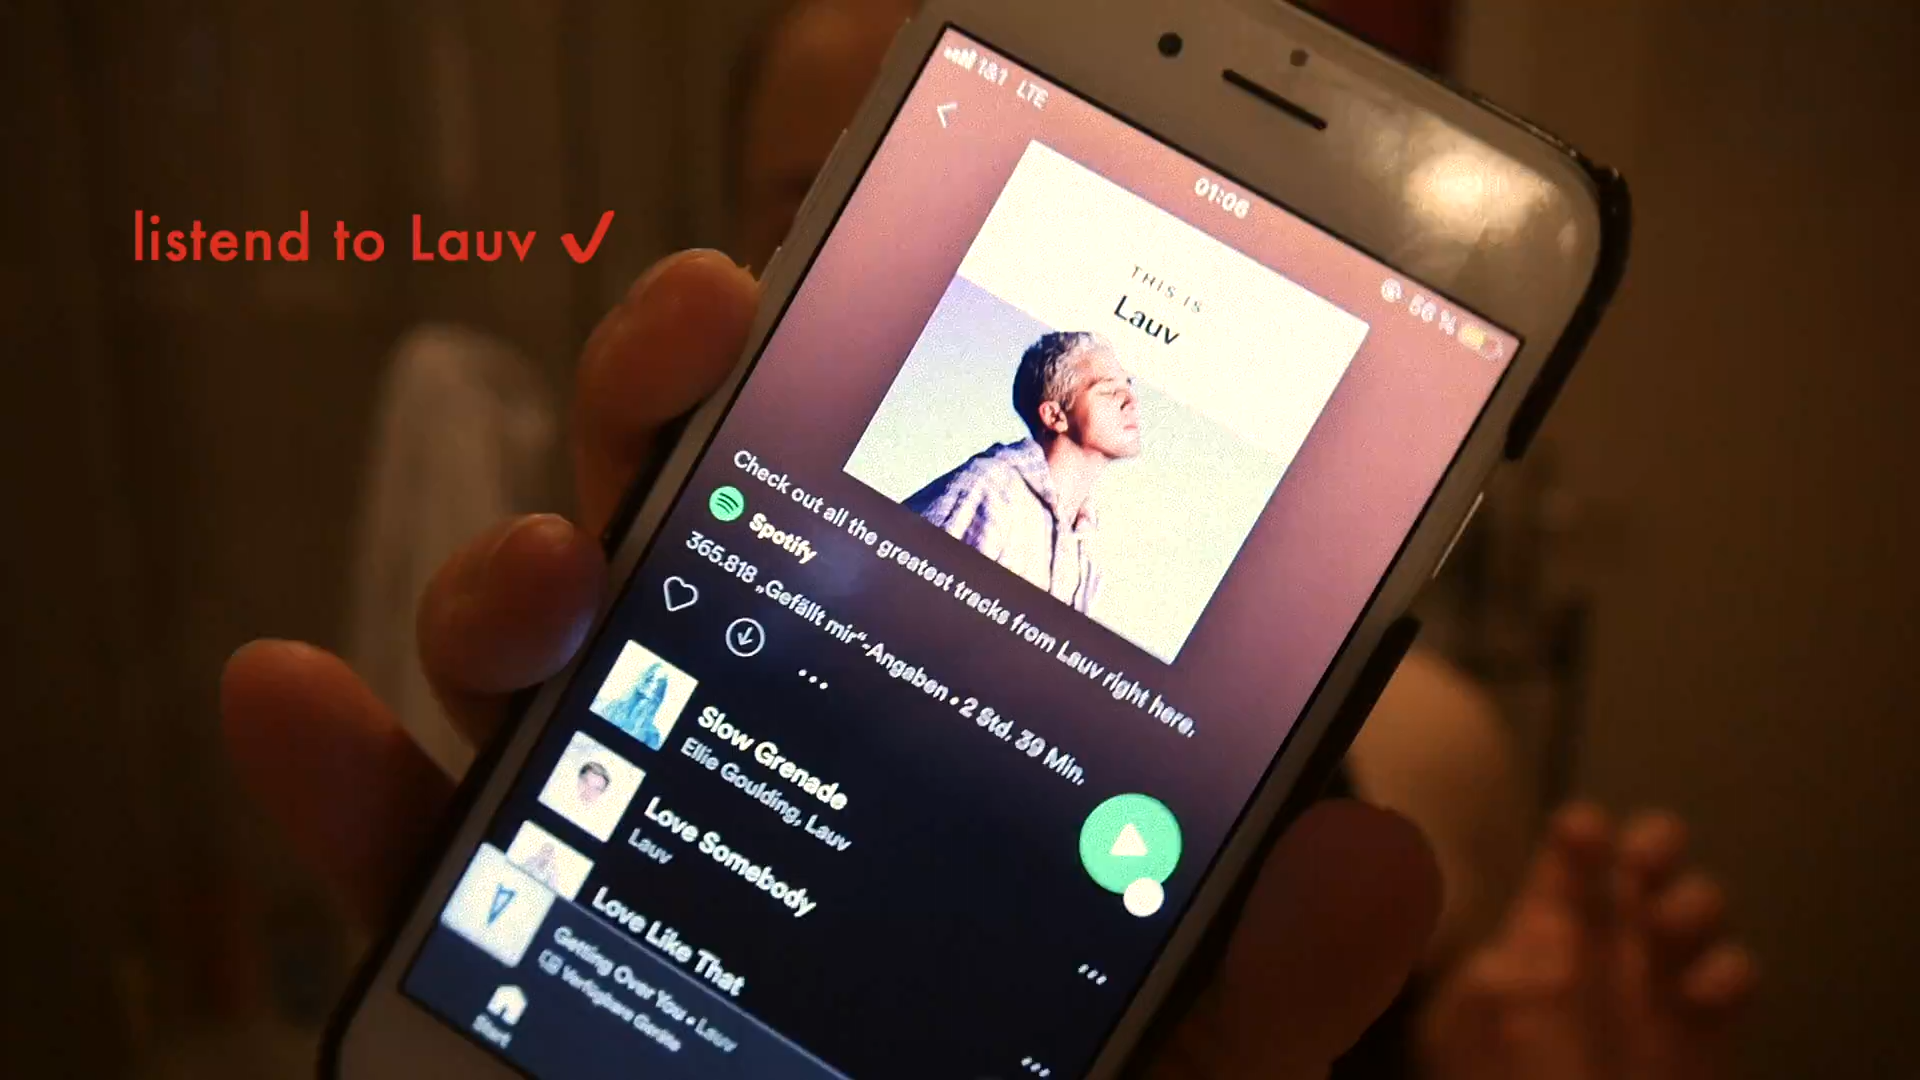 listend to Lauv ✓
1&1 LTE
01:06
56 %
THIS IS
Lauv
Check out all the greatest tracks from Lauv right here.
Spotify
365.818 „Gefällt mir“-Angaben • 2 Std. 39 Min.
Slow Grenade
Ellie Goulding, Lauv
Love Somebody
Lauv
Love Like That
Getting Over You • Lauv
Verfügbare Geräte
Start